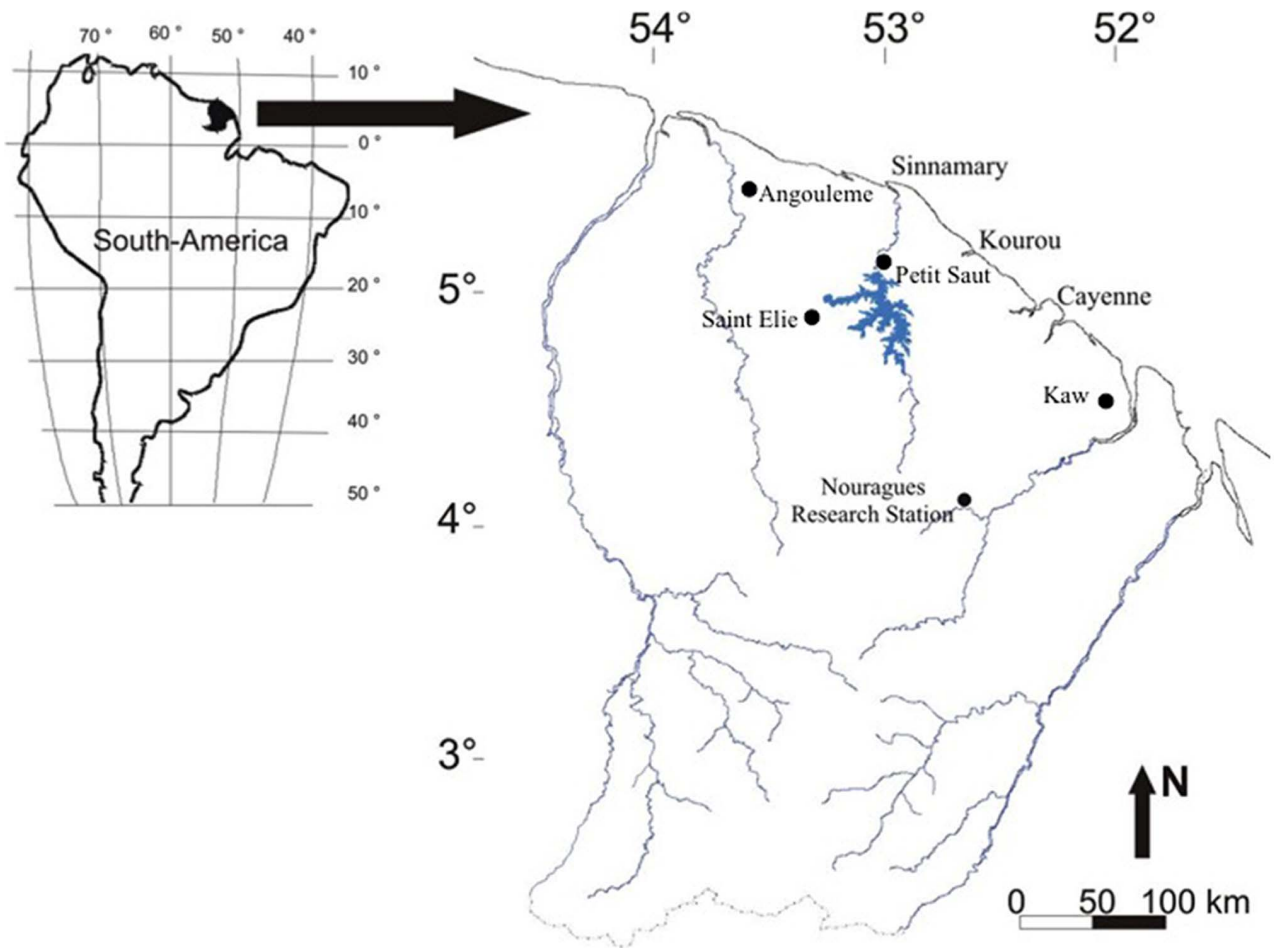 70° 60° 50° 40°
10°
0°
10°
20°
30°
40°
50°
South-America
54° 53° 52°
5°
4°
3°
Sinnamary
Angouleme
Kourou
Petit Saut
Cayenne
Saint Elie
Kaw
Nouragues
Research Station
N
0 50 100 km